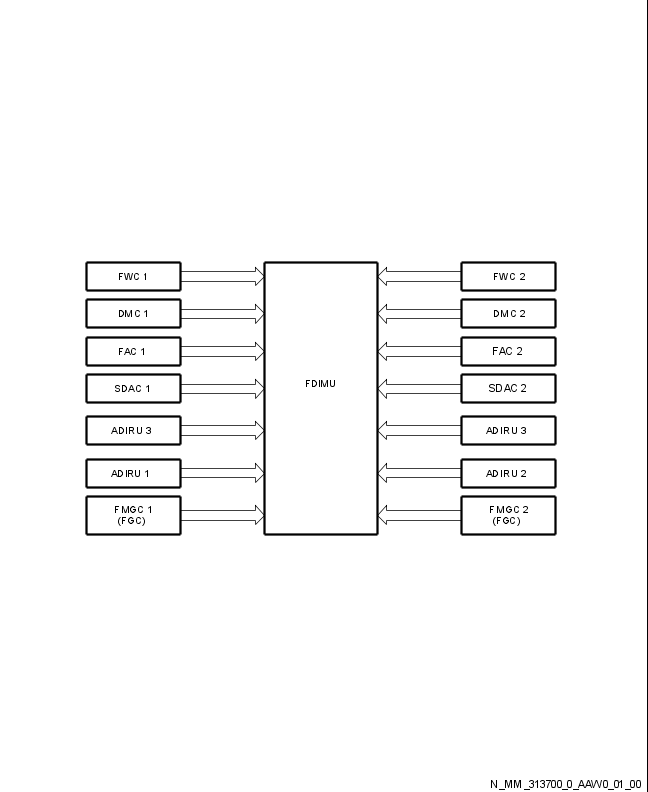 FWC 1
FWC 2
DMC 1
DMC 2
FAC 1
FAC 2
FDIMU
SDAC 1
SDAC 2
ADIRU 3
ADIRU 3
ADIRU 1
ADIRU 2
FMGC 1
(FGC)
FMGC 2
(FGC)
N_MM_313700_0_AAW0_01_00